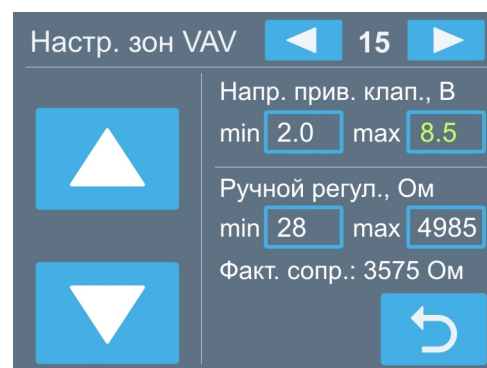 Настр. зон VAV 15
Напр. прив. клап., В
min 2.0 max 8.5
Ручной регул., Ом
min 28 max 4985
Факт. сопр.: 3575 Ом